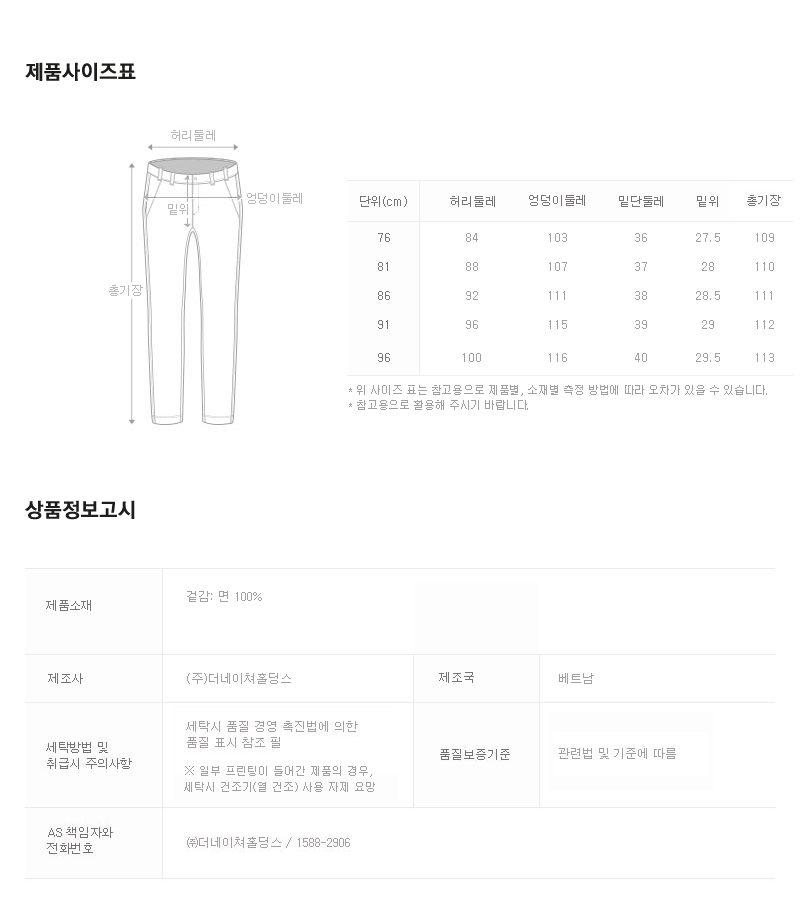 제품사이즈표
허리둘레
엉덩이둘레
밑위
총기장
단위(cm) 허리둘레 엉덩이둘레 밑단둘레 밑위 총기장
76 84 103 36 27.5 109
81 88 107 37 28 110
86 92 111 38 28.5 111
91 96 115 39 29 112
96 100 116 40 29.5 113
* 위 사이즈 표는 참고용으로 제품별, 소재별 측정 방법에 따라 오차가 있을 수 있습니다.
* 참고용으로 활용해 주시기 바랍니다.
상품정보고시
제품소재
겉감: 면 100%
제조사
(주)더네이쳐홀딩스
제조국
베트남
세탁방법 및
취급시 주의사항
세탁시 품질 경영 촉진법에 의한
품질 표시 참조 필
※ 일부 프린팅이 들어간 제품의 경우,
세탁시 건조기(열 건조) 사용 자제 요망
품질보증기준
관련법 및 기준에 따름
AS 책임자와
전화번호
㈜더네이쳐홀딩스 / 1588-2906